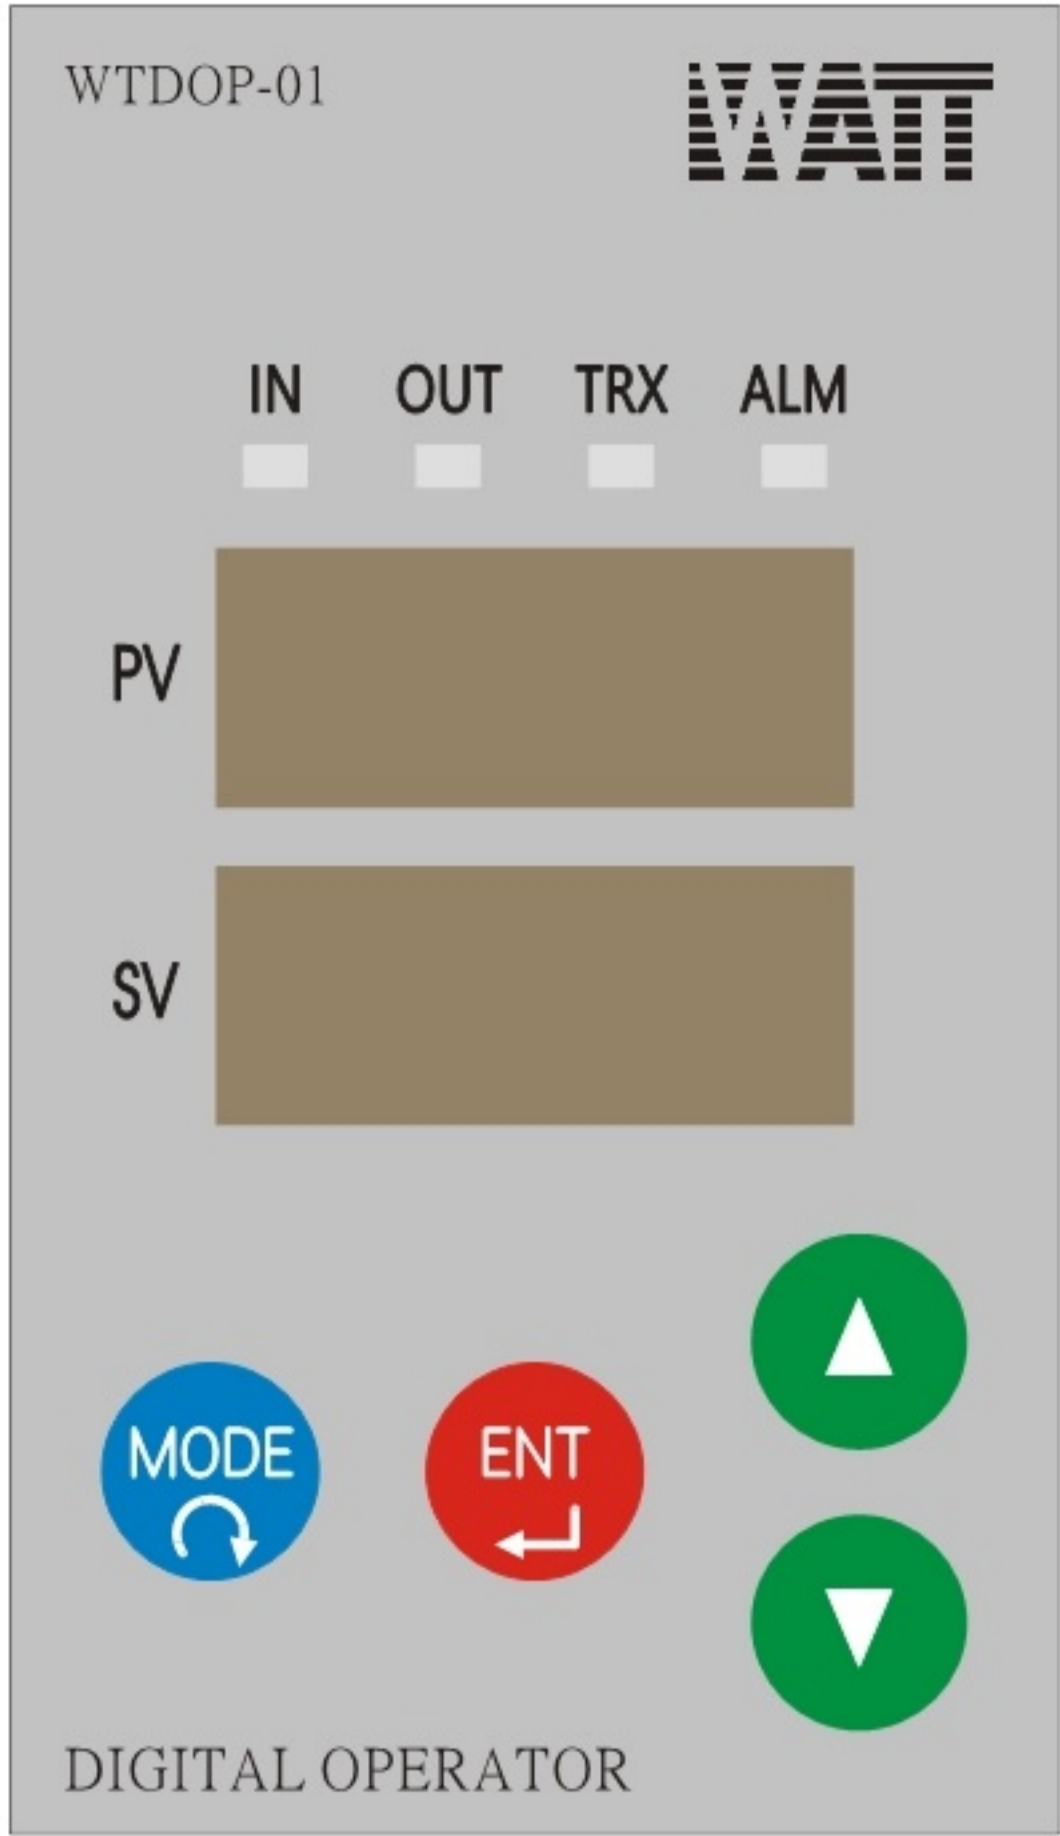 WTDOP-01 WATT
IN OUT TRX ALM
PV
SV
MODE ENT
DIGITAL OPERATOR